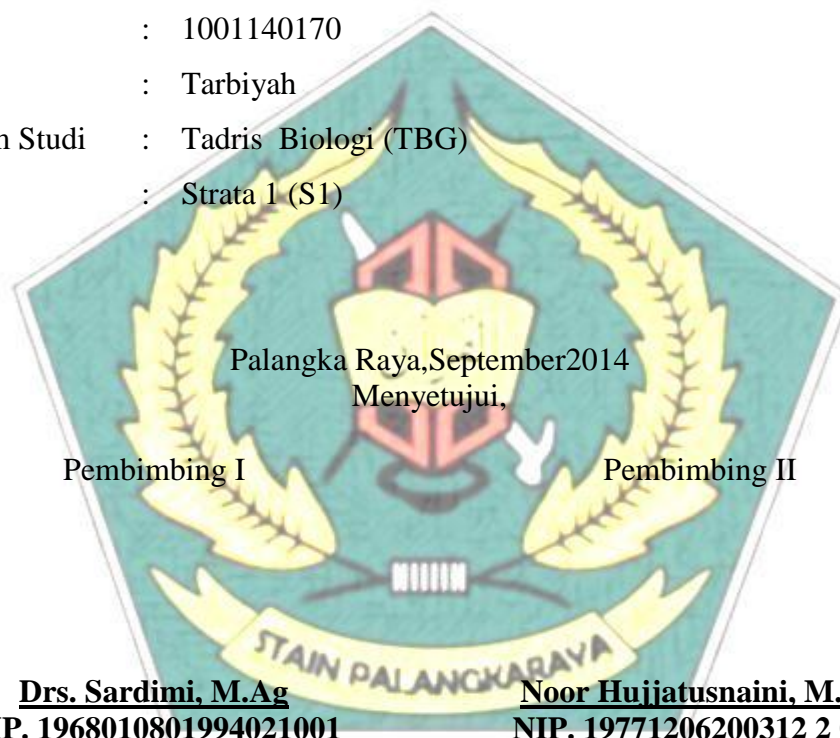 : 1001140170
: Tarbiyah
Studi : Tadris Biologi (TBG)
: Strata 1 (S1)
Palangka Raya,September2014
Menyetujui,
Pembimbing I Pembimbing II
STAIN PALANGKARAYA
Drs. Sardimi, M.Ag Noor Hujjatusnaini, M.
NIP. 1968010801994021001 NIP. 19771206200312 2